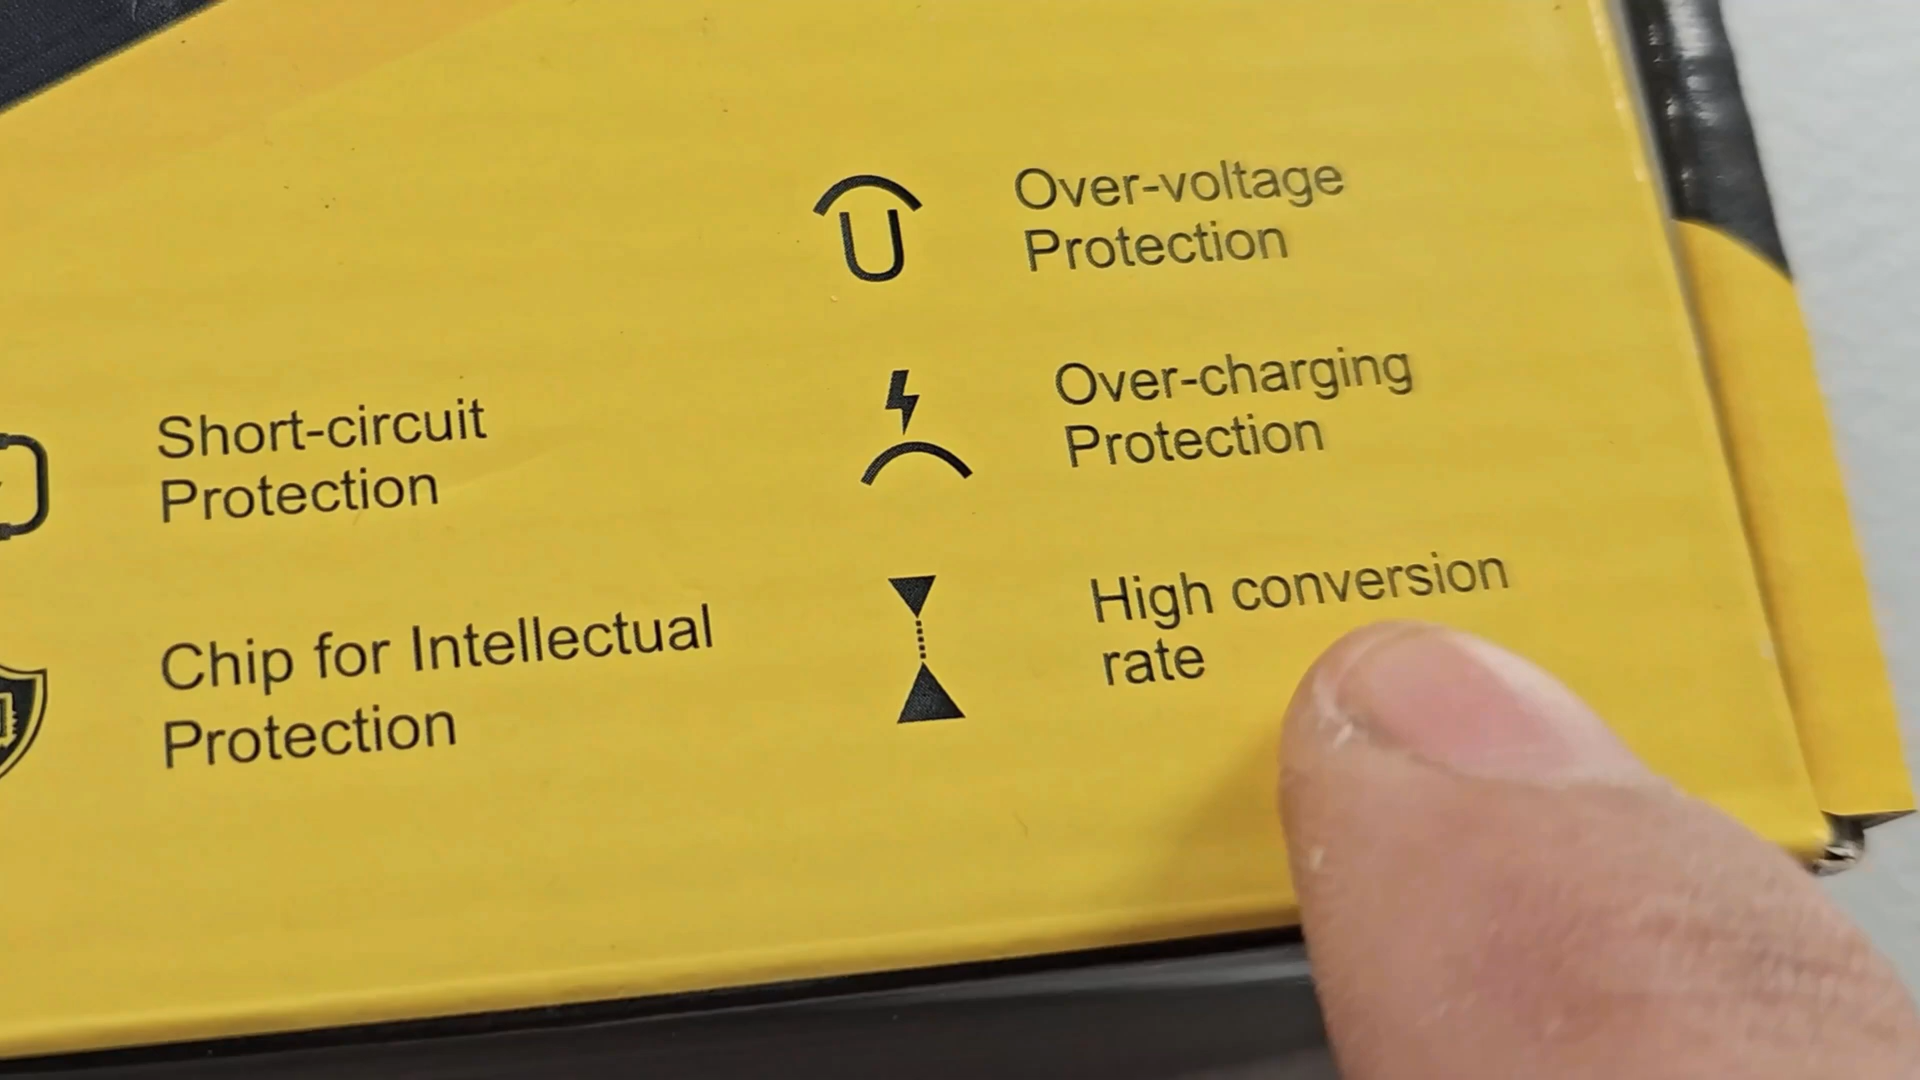 Short-circuit
Protection
Chip for Intellectual
Protection
Over-voltage
Protection
Over-charging
Protection
High conversion
rate